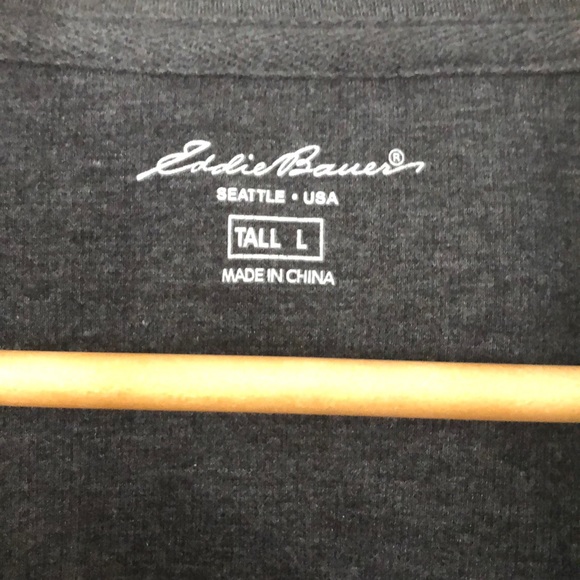 Eddie Bauer®
SEATTLE • USA
TALL L
MADE IN CHINA